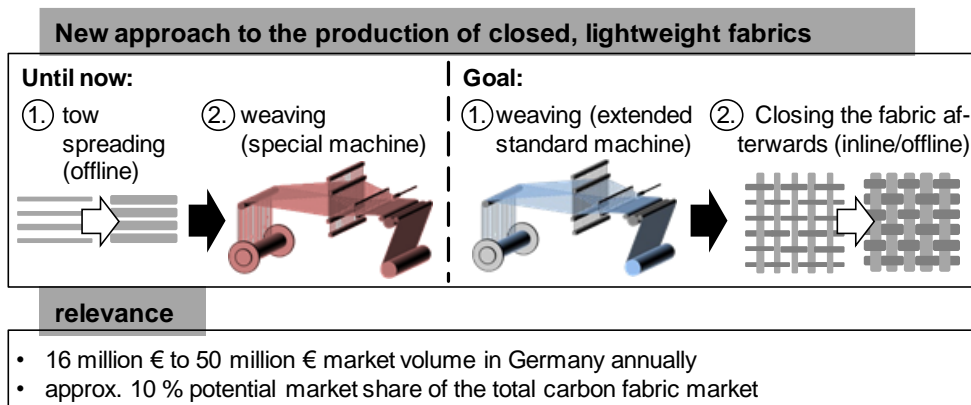 New approach to the production of closed, lightweight fabrics
Until now:
1. tow
spreading
(offline)
2. weaving
(special machine)
Goal:
1. weaving (extended
standard machine)
2. Closing the fabric af-
terwards (inline/offline)
relevance
• 16 million € to 50 million € market volume in Germany annually
• approx. 10 % potential market share of the total carbon fabric market